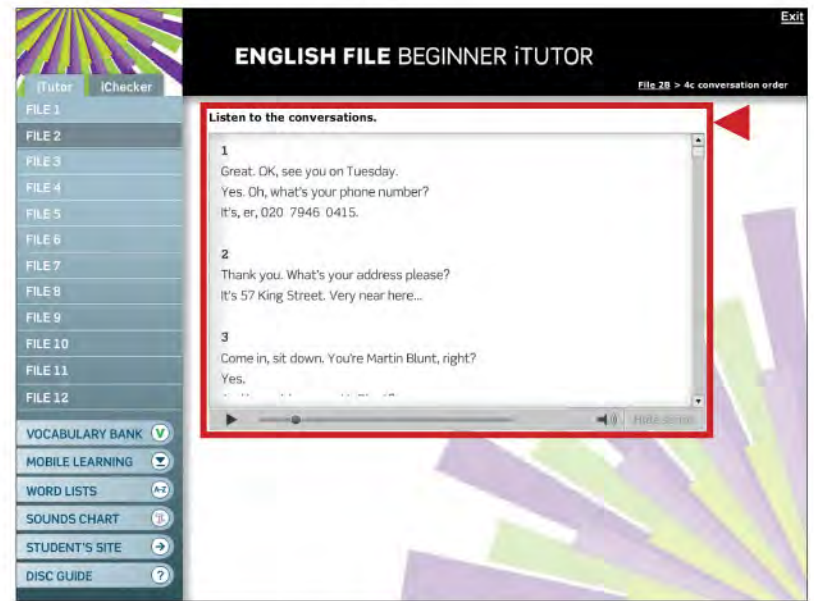 Exit
ENGLISH FILE BEGINNER iTUTOR
iTutor iChecker
File 2B > 4c conversation order
FILE 1
FILE 2
FILE 3
FILE 4
FILE 5
FILE 6
FILE 7
FILE 8
FILE 9
FILE 10
FILE 11
FILE 12
VOCABULARY BANK V
MOBILE LEARNING
WORD LISTS A-Z
SOUNDS CHART
STUDENT'S SITE
DISC GUIDE ?
Listen to the conversations.
1
Great. OK, see you on Tuesday.
Yes. Oh, what's your phone number?
It's, er, 020 7946 0415.
2
Thank you. What's your address please?
It's 57 King Street. Very near here...
3
Come in, sit down. You're Martin Blunt, right?
Yes.
Hide script